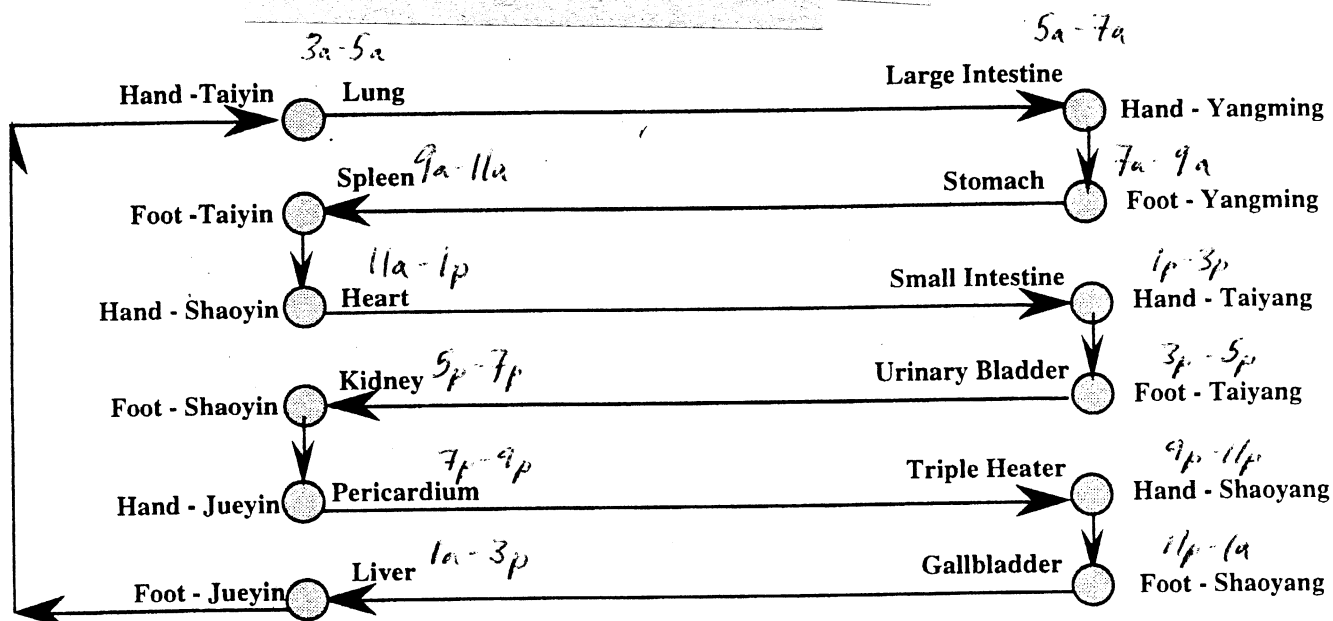 3a-5a
5a-7a
Hand -Taiyin Lung Large Intestine Hand - Yangming
Spleen 9a-11a Stomach 7a-9a
Foot -Taiyin Foot - Yangming
11a-1p 1p-3p
Hand - Shaoyin Heart Small Intestine Hand - Taiyang
Kidney 5p-7p Urinary Bladder 3p-5p
Foot - Shaoyin Foot - Taiyang
7p-9p 9p-11p
Hand - Jueyin Pericardium Triple Heater Hand - Shaoyang
Liver 1a-3p Gallbladder 11p-1a
Foot - Jueyin Foot - Shaoyang